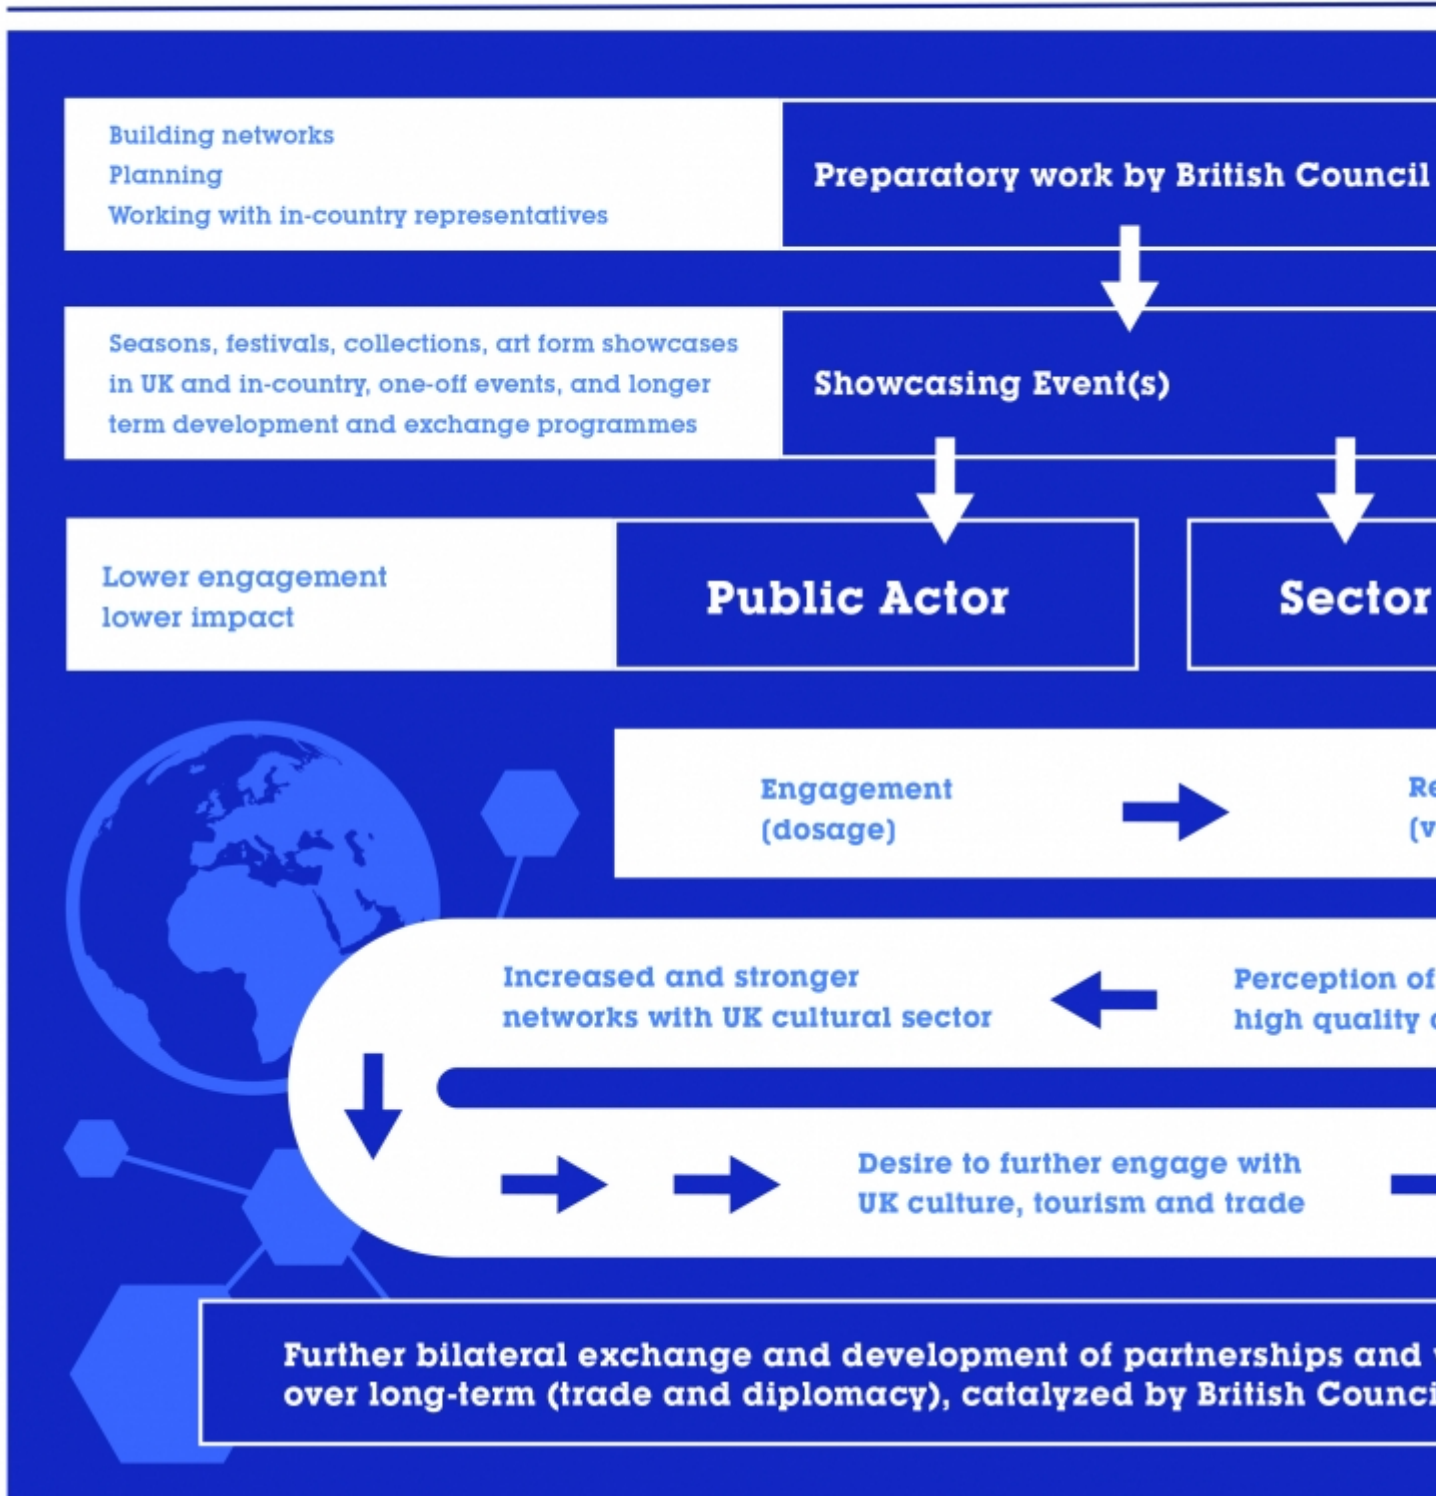 Building networks
Planning
Working with in-country representatives
Preparatory work by British Council
Seasons, festivals, collections, art form showcases
in UK and in-country, one-off events, and longer
term development and exchange programmes
Showcasing Event(s)
Lower engagement
lower impact
Public Actor
Sector
Engagement
(dosage)
Increased and stronger
networks with UK cultural sector
Perception of
high quality
Desire to further engage with
UK culture, tourism and trade
Further bilateral exchange and development of partnerships and
over long-term (trade and diplomacy), catalyzed by British